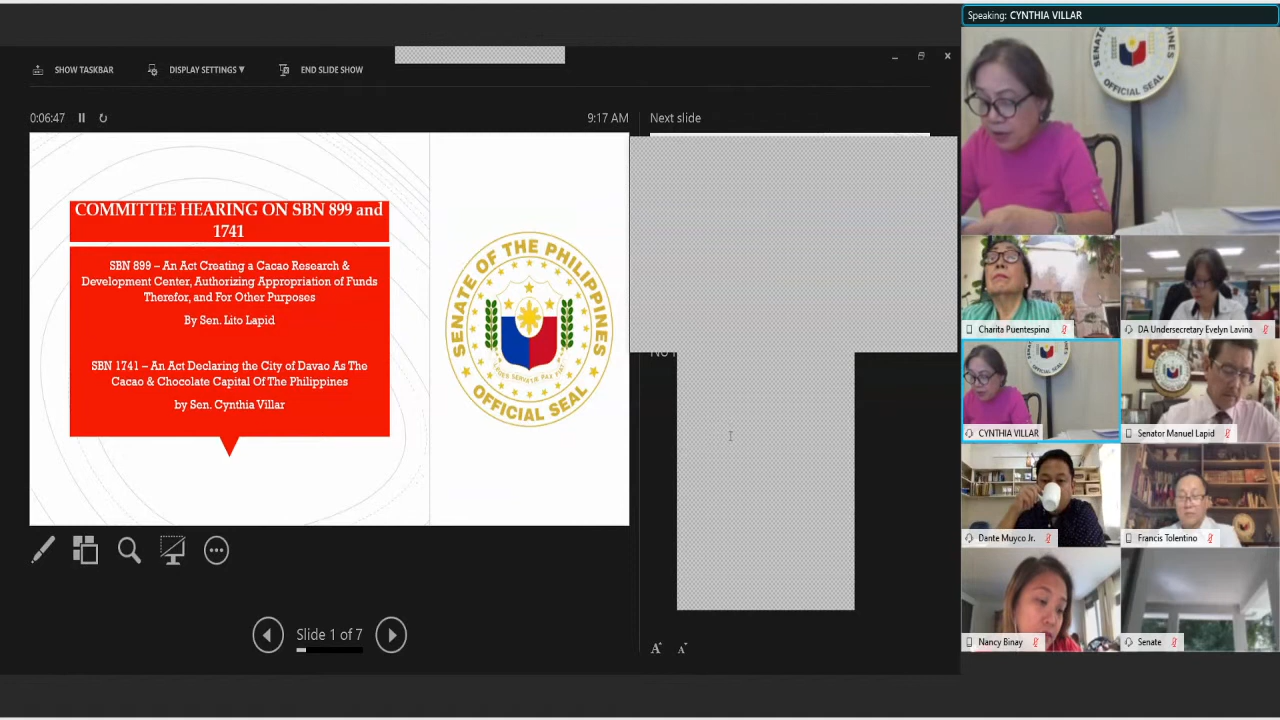 Speaking: CYNTHIA VILLAR
SENATE OF THE PHILIPPINES
OFFICIAL SEAL
SHOW TASKBAR
DISPLAY SETTINGS ▼
END SLIDE SHOW
0:06:47
9:17 AM
Next slide
COMMITTEE HEARING ON SBN 899 and
1741
SBN 899 – An Act Creating a Cacao Research &
Development Center, Authorizing Appropriation of Funds
Therefor, and For Other Purposes
By Sen. Lito Lapid
SBN 1741 – An Act Declaring the City of Davao As The
Cacao & Chocolate Capital Of The Philippines
by Sen. Cynthia Villar
SENATE OF THE PHILIPPINES
OFFICIAL SEAL
Slide 1 of 7
A
A
Charita Puentespina
DA Undersecretary Evelyn Lavina
CYNTHIA VILLAR
Senator Manuel Lapid
Dante Muyco Jr.
Francis Tolentino
Nancy Binay
Senate